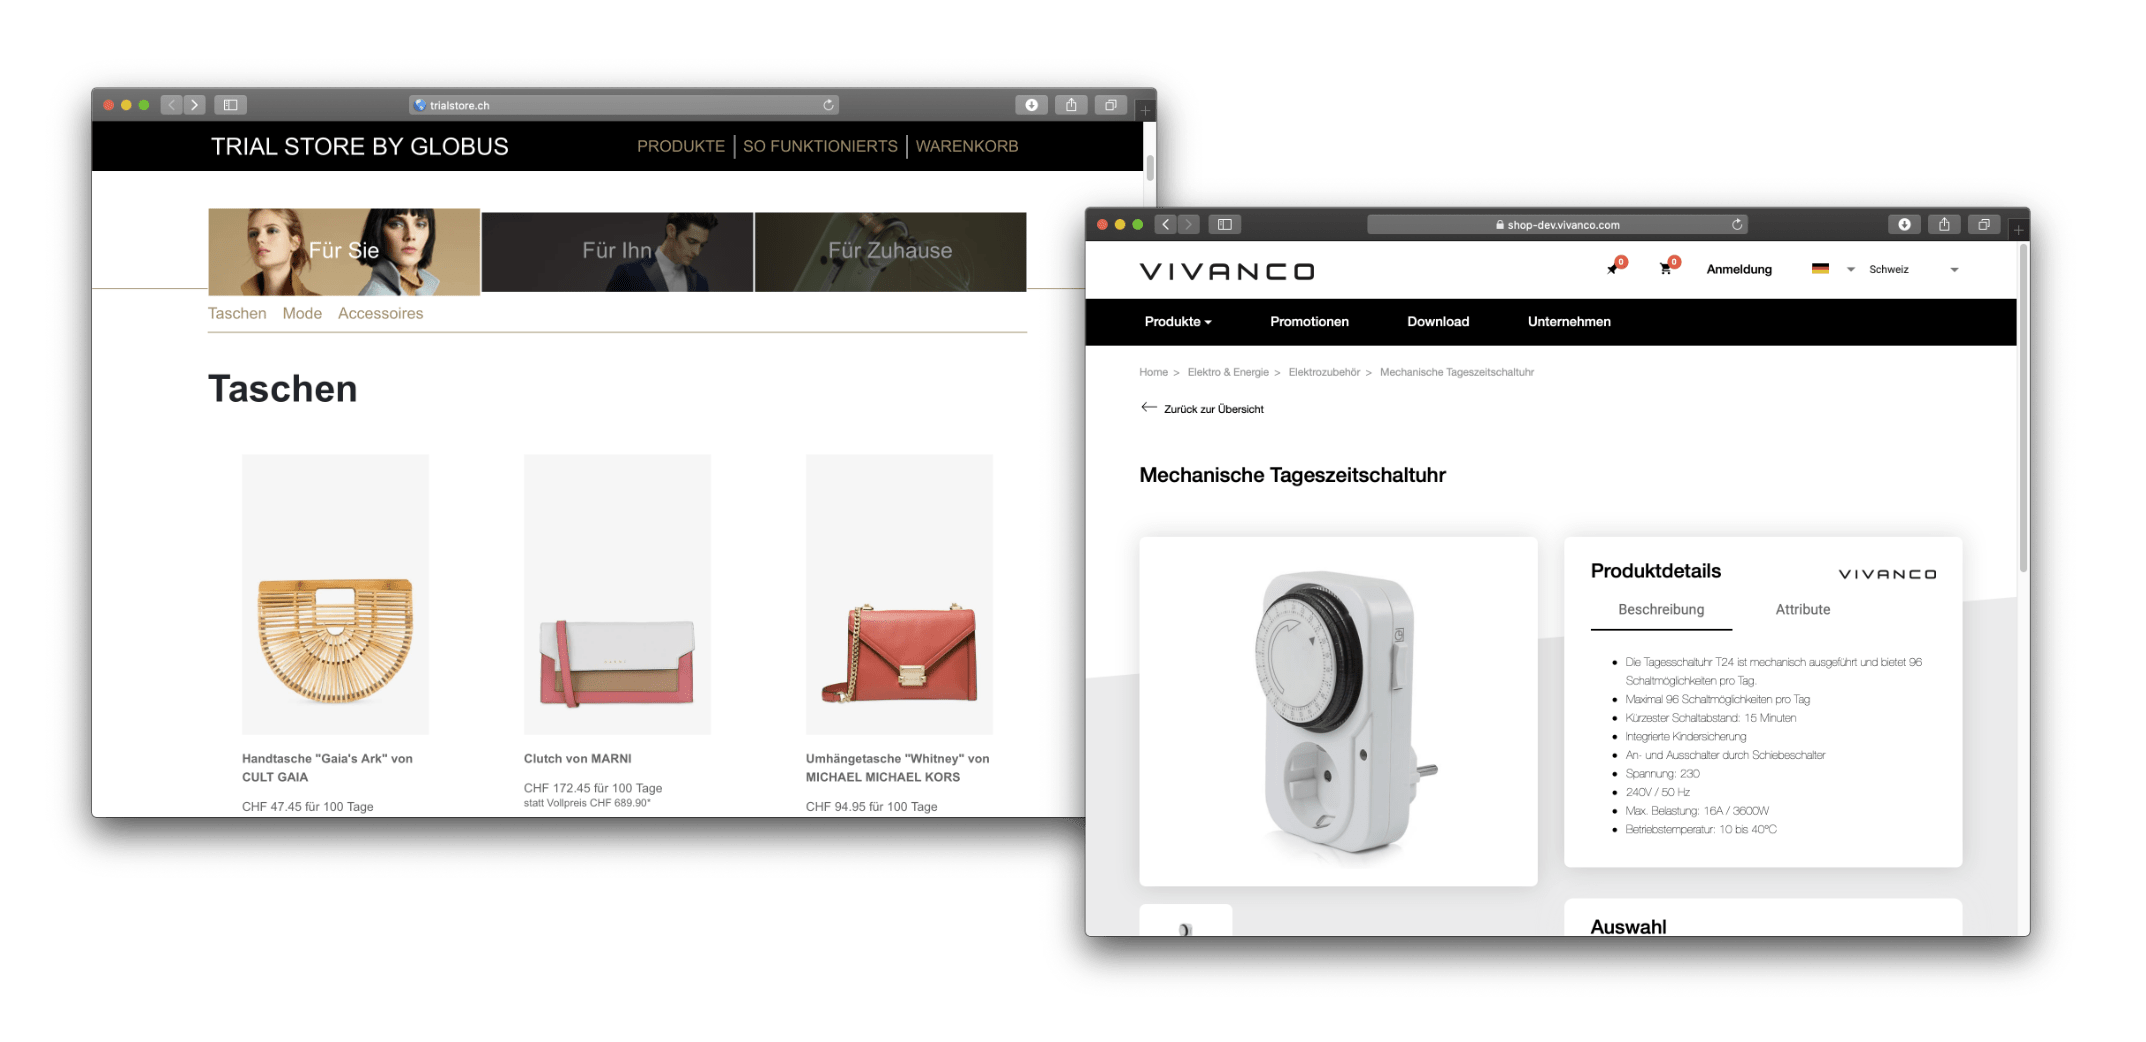 trialstore.ch
TRIAL STORE BY GLOBUS
PRODUKTE
SO FUNKTIONIERTS
WARENKORB
Für Sie
Für Ihn
Für Zuhause
Taschen Mode Accessoires
Taschen
Handtasche "Gaia's Ark" von
CULT GAIA
CHF 47.45 für 100 Tage
Clutch von MARNI
CHF 172.45 für 100 Tage
statt Vollpreis CHF 689.90*
Umhängetasche "Whitney" von
MICHAEL MICHAEL KORS
CHF 94.95 für 100 Tage
shop-dev.vivanco.com
VIVANCO
0
0
Anmeldung
Schweiz
Produkte
Promotionen
Download
Unternehmen
Home > Elektro & Energie > Elektrozubehör > Mechanische Tageszeitschaltuhr
Zurück zur Übersicht
Mechanische Tageszeitschaltuhr
Produktdetails
VIVANCO
Beschreibung
Attribute
Die Tagesschaltuhr T24 ist mechanisch ausgeführt und bietet 96
Schaltmöglichkeiten pro Tag.
Maximal 96 Schaltmöglichkeiten pro Tag
Kürzester Schaltabstand: 15 Minuten
Integrierte Kindersicherung
An- und Ausschalter durch Schiebeschalter
Spannung: 230
240V / 50 Hz
Max. Belastung: 16A / 3600W
Betriebstemperatur: 10 bis 40°C
Auswahl